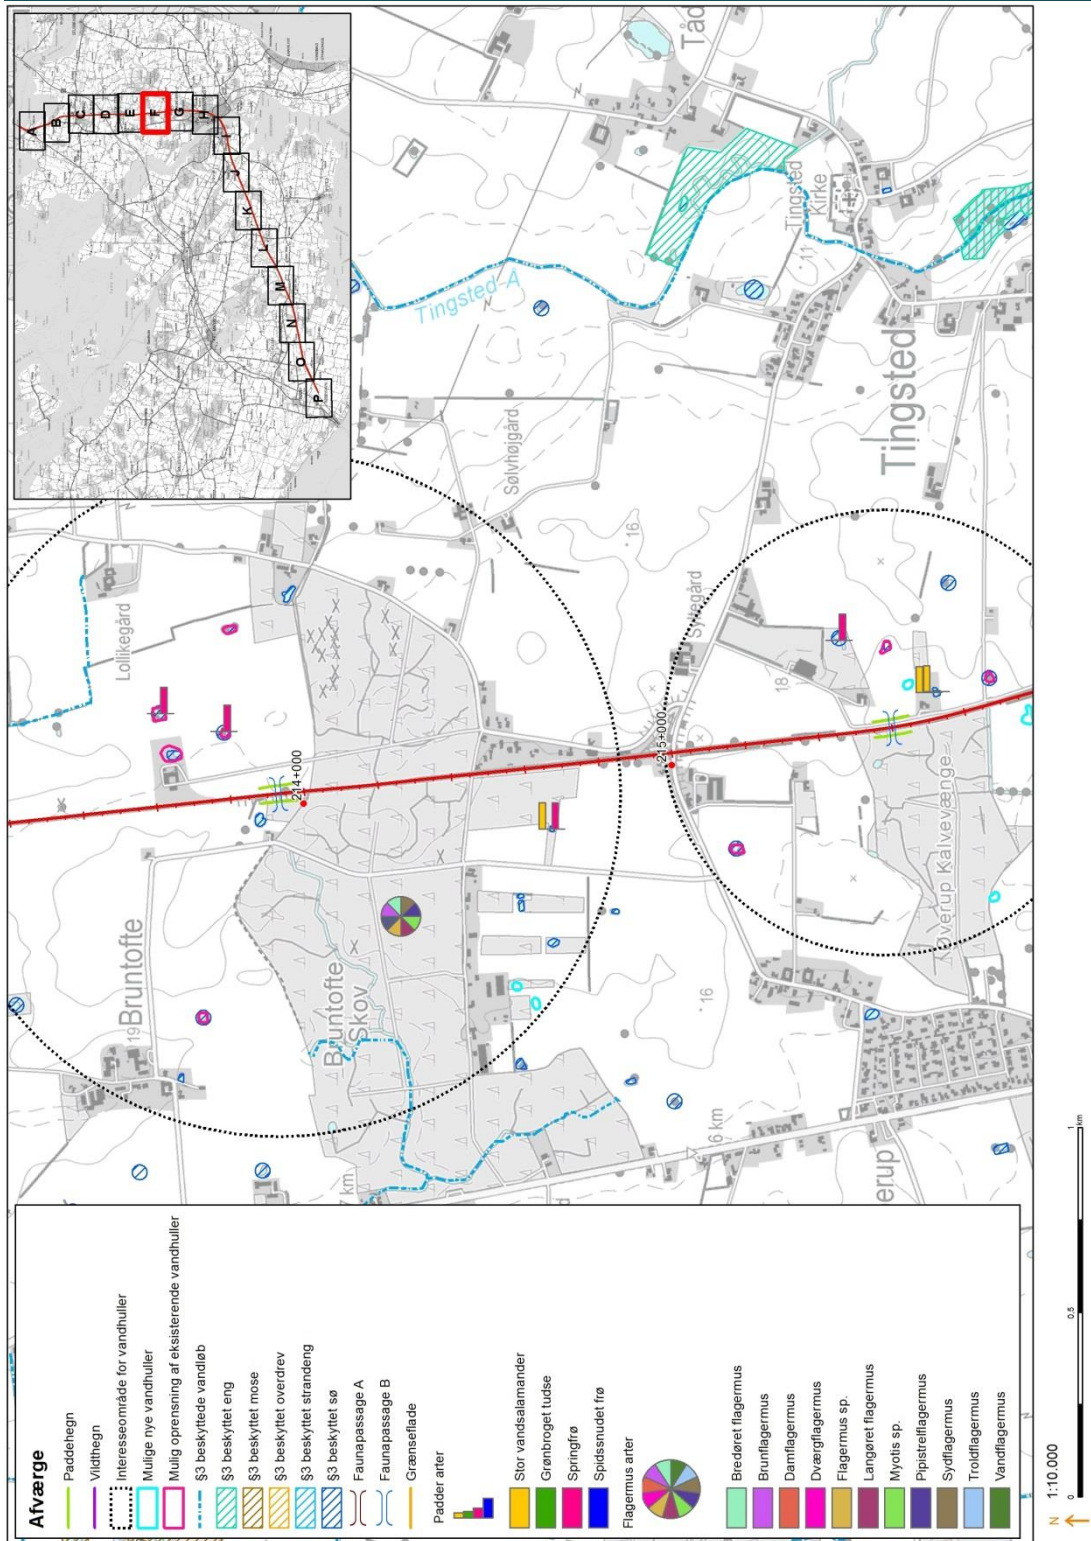 A
B
C
D
E
F
G
H
I
J
K
L
M
N
O
P
Lollikegård
19 Bruntofte
Bruntofte
Skov
214+000
Tingsted Å
Sølvhøjgård
16
215+000
Syttegård
18
16
Tingsted
Kirke
11
Tingsted
Tåd
Overup Kalvevænge
erup
7 km
6 km
Afværge
Paddehegn
Vildthegn
Interesseområde for vandhuller
Mulige nye vandhuller
Mulig oprensning af eksisterende vandhuller
§3 beskyttede vandløb
§3 beskyttet eng
§3 beskyttet mose
§3 beskyttet overdrev
§3 beskyttet strandeng
§3 beskyttet sø
Faunapassage A
Faunapassage B
Grænseflade
Padder arter
Stor vandsalamander
Grønbroget tudse
Springfrø
Spidssnudet frø
Flagermus arter
Bredøret flagermus
Brunflagermus
Damflagermus
Dværgflagermus
Flagermus sp.
Langøret flagermus
Myotis sp.
Pipistrelflagermus
Sydflagermus
Troldflagermus
Vandflagermus
N
1:10.000
0
0.5
1
km